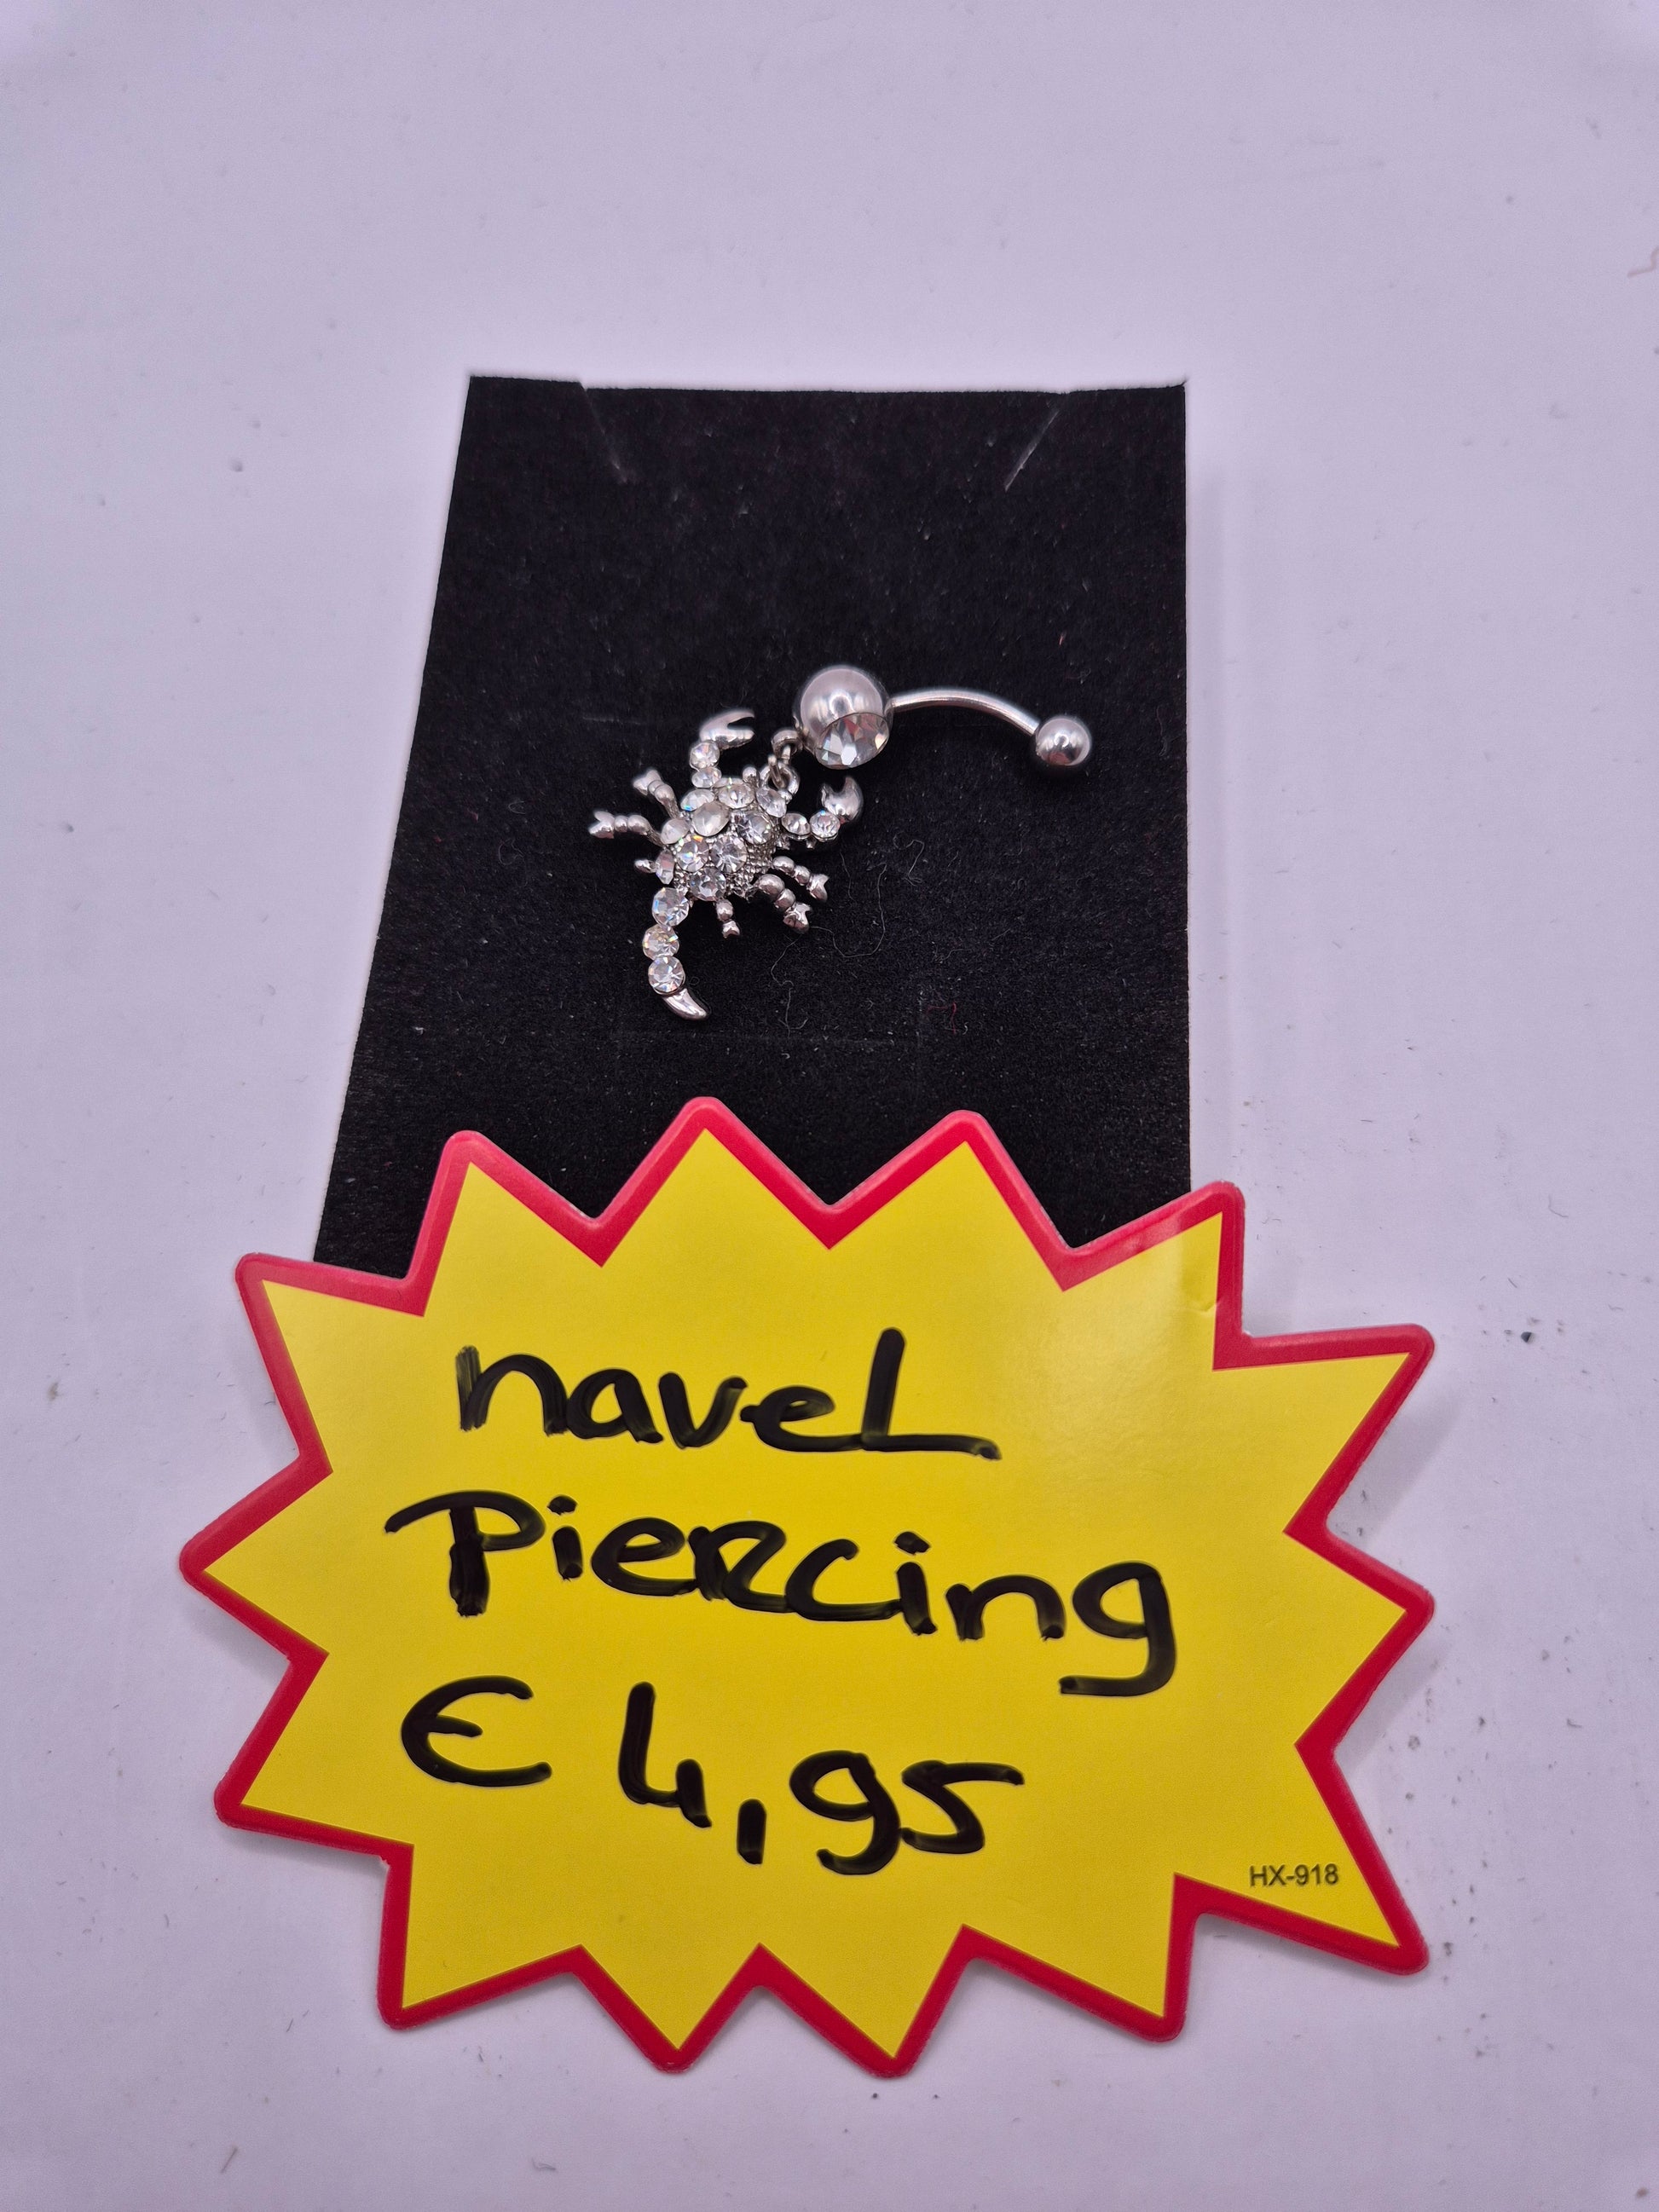 navel
Piercing
€ 4,95
HX-918